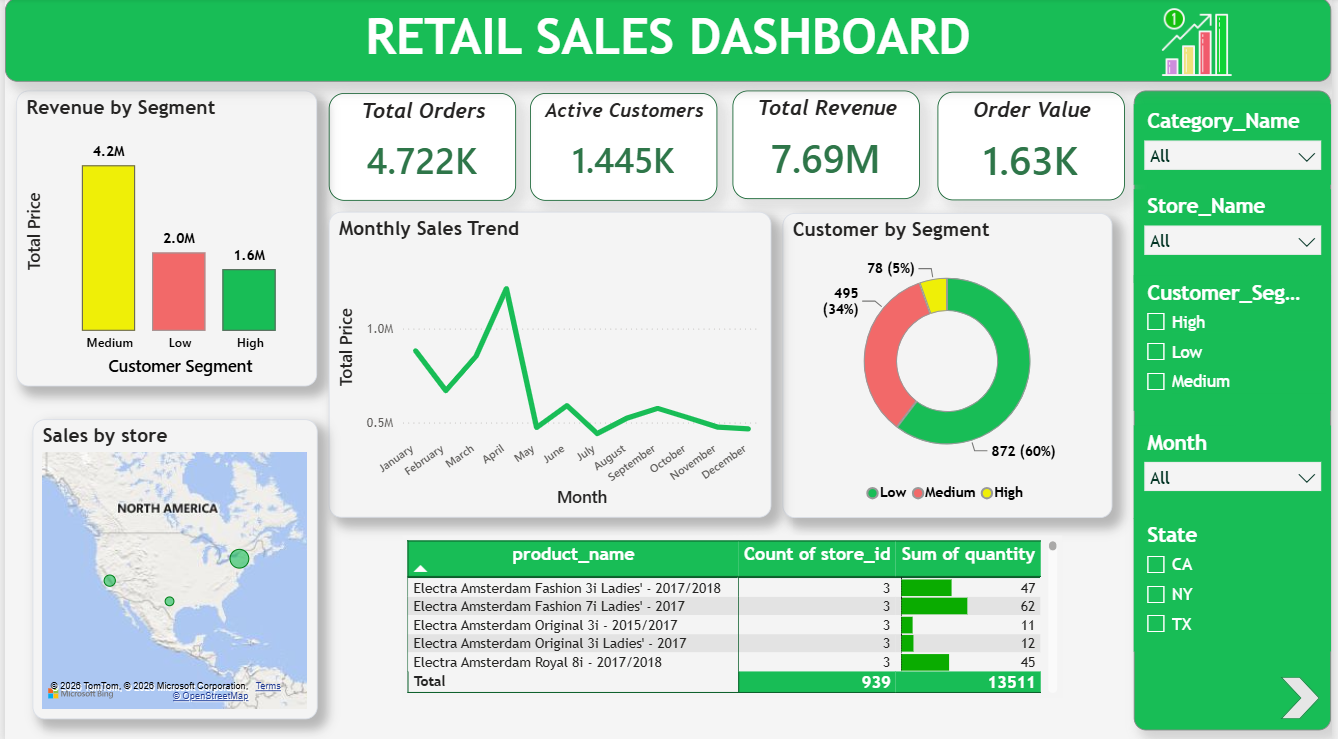 RETAIL SALES DASHBOARD
1
Revenue by Segment
Total Price
4.2M
2.0M
1.6M
Medium
Low
High
Customer Segment
Total Orders
4.722K
Active Customers
1.445K
Total Revenue
7.69M
Order Value
1.63K
Monthly Sales Trend
Total Price
1.0M
0.5M
January
February
March
April
May
June
July
August
September
October
November
December
Month
Customer by Segment
78 (5%)
495
(34%)
872 (60%)
Low Medium High
Sales by store
NORTH AMERICA
© 2026 TomTom, © 2026 Microsoft Corporation, Terms
Microsoft Bing
© OpenStreetMap
product_name Count of store_id Sum of quantity
Electra Amsterdam Fashion 3i Ladies' - 2017/2018 3 47
Electra Amsterdam Fashion 7i Ladies' - 2017 3 62
Electra Amsterdam Original 3i - 2015/2017 3 11
Electra Amsterdam Original 3i Ladies' - 2017 3 12
Electra Amsterdam Royal 8i - 2017/2018 3 45
Total 939 13511
Category_Name
All
Store_Name
All
Customer_Seg...
High
Low
Medium
Month
All
State
CA
NY
TX